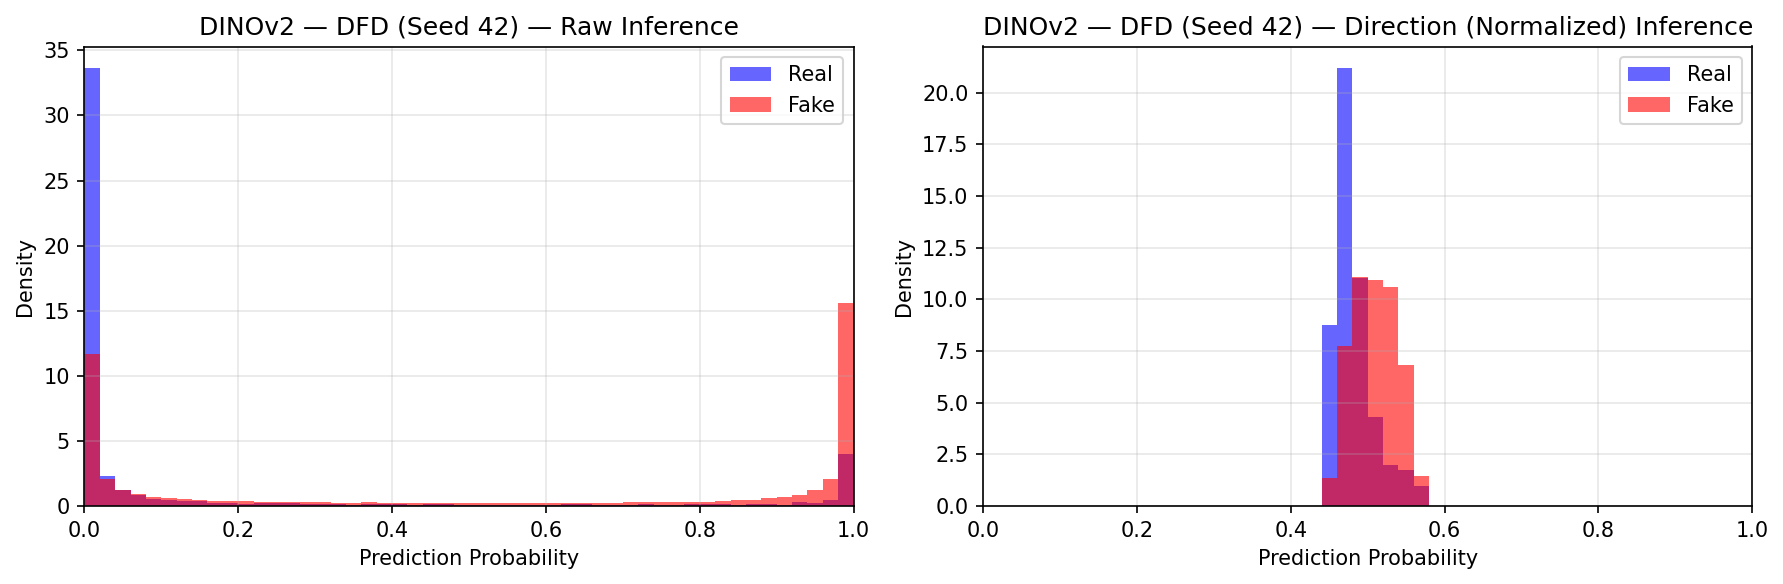 DINOv2 — DFD (Seed 42) — Raw Inference
35
30
25
20
15
10
5
0
Density
0.0 0.2 0.4 0.6 0.8 1.0
Prediction Probability
Real
Fake
DINOv2 — DFD (Seed 42) — Direction (Normalized) Inference
20.0
17.5
15.0
12.5
10.0
7.5
5.0
2.5
0.0
Density
0.0 0.2 0.4 0.6 0.8 1.0
Prediction Probability
Real
Fake